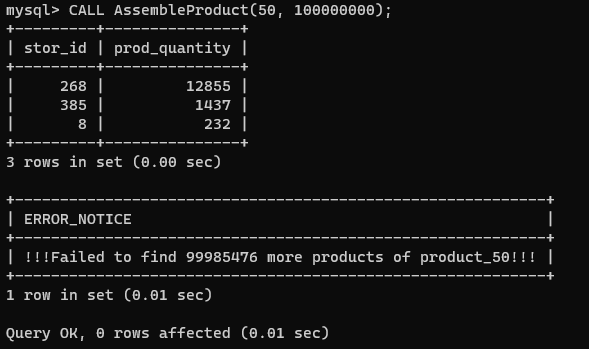 mysql> CALL AssembleProduct(50, 100000000);
+---------+---------------+
| stor_id | prod_quantity |
+---------+---------------+
|     268 |         12855 |
|     385 |          1437 |
|       8 |           232 |
+---------+---------------+
3 rows in set (0.00 sec)

+----------------------------------------------------------+
| ERROR_NOTICE                                             |
+----------------------------------------------------------+
| !!!Failed to find 99985476 more products of product_50!!! |
+----------------------------------------------------------+
1 row in set (0.01 sec)

Query OK, 0 rows affected (0.01 sec)